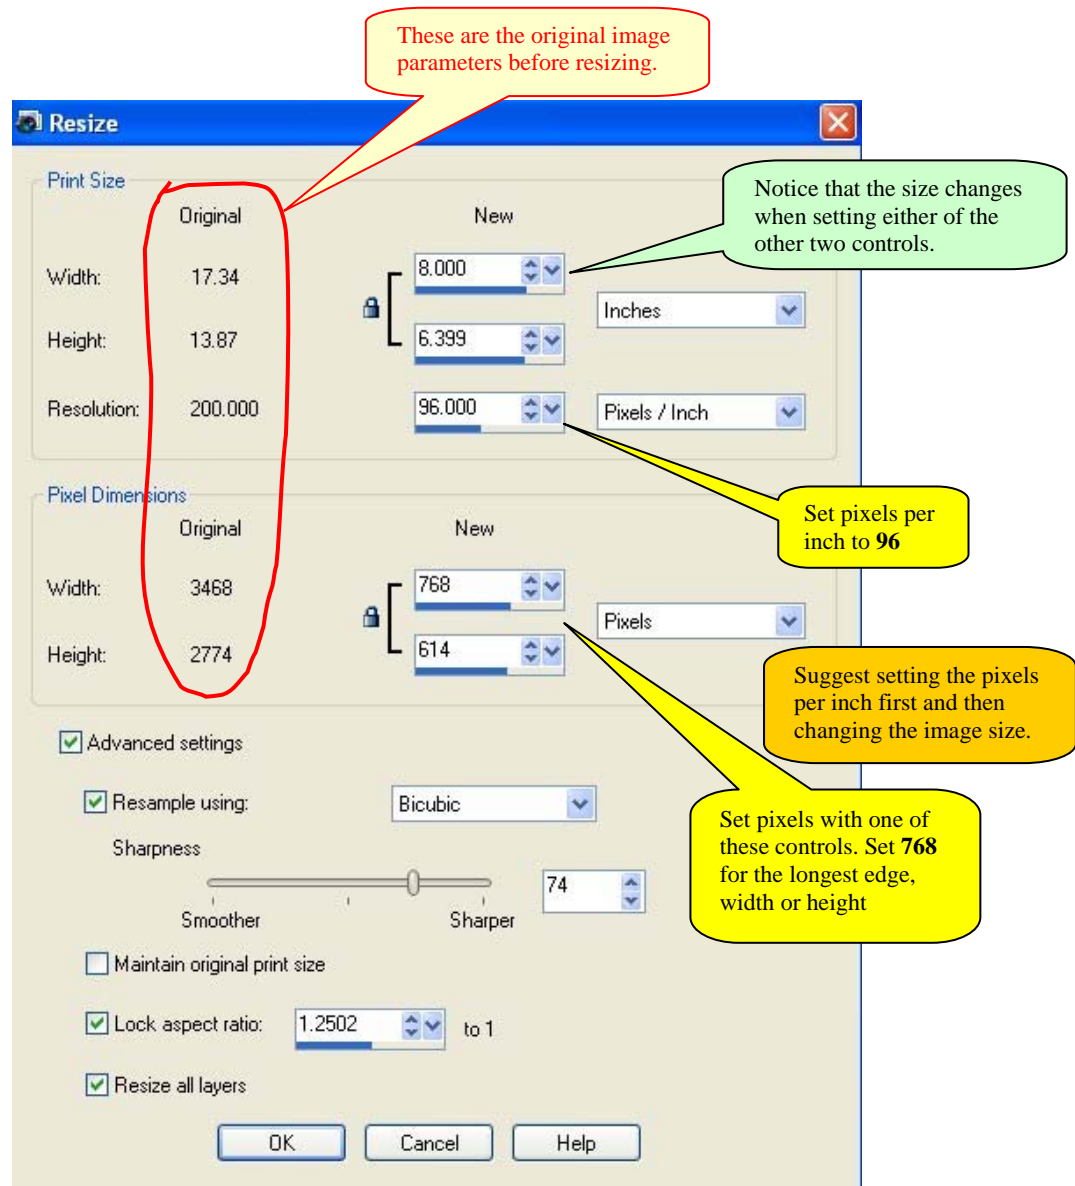 These are the original image
parameters before resizing.
Resize
Print Size
Original New
Notice that the size changes
when setting either of the
other two controls.
Width: 17.34 8.000
Inches
Height: 13.87 6.399
Resolution: 200.000 96.000 Pixels / Inch
Pixel Dimensions
Set pixels per
inch to 96
Original New
Width: 3468 768
Pixels
Height: 2774 614
Suggest setting the pixels
per inch first and then
changing the image size.
Advanced settings
Resample using: Bicubic
Set pixels with one of
these controls. Set 768
for the longest edge,
width or height
Sharpness
74
Smoother Sharper
Maintain original print size
Lock aspect ratio: 1.2502 to 1
Resize all layers
OK Cancel Help